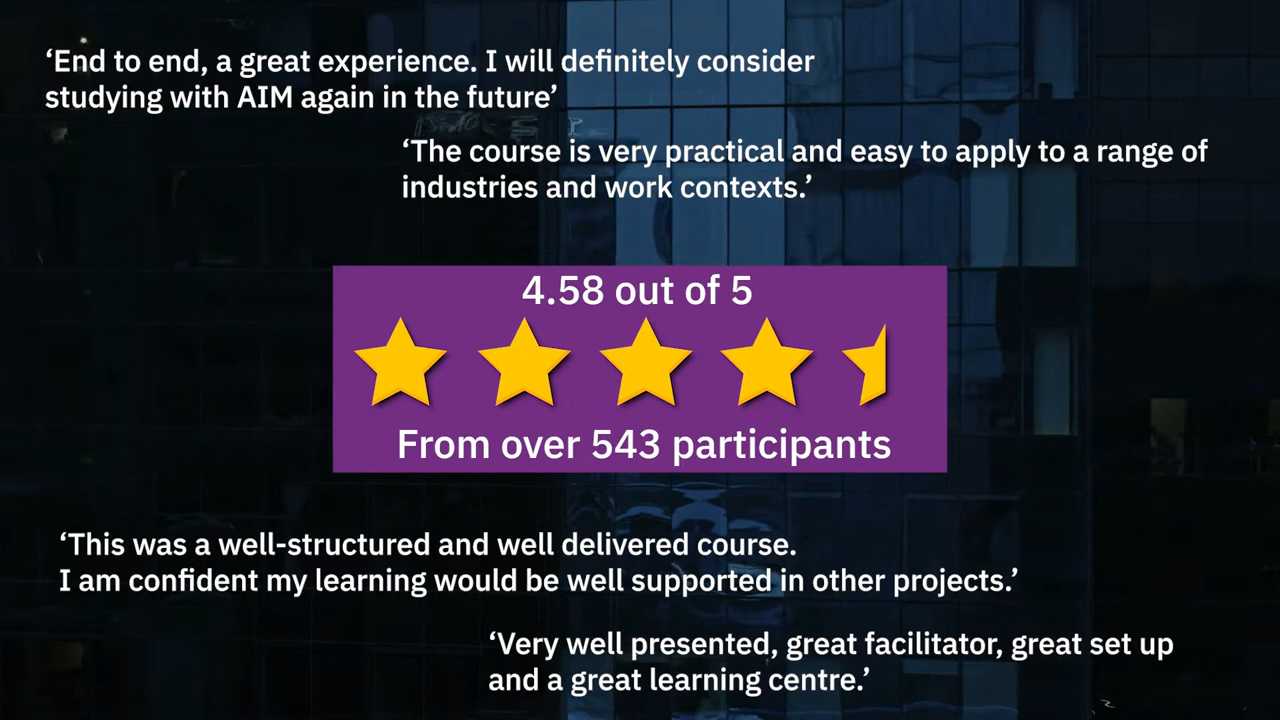 ‘End to end, a great experience. I will definitely consider
studying with AIM again in the future’
‘The course is very practical and easy to apply to a range of
industries and work contexts.’
4.58 out of 5
From over 543 participants
‘This was a well-structured and well delivered course.
I am confident my learning would be well supported in other projects.’
‘Very well presented, great facilitator, great set up
and a great learning centre.’